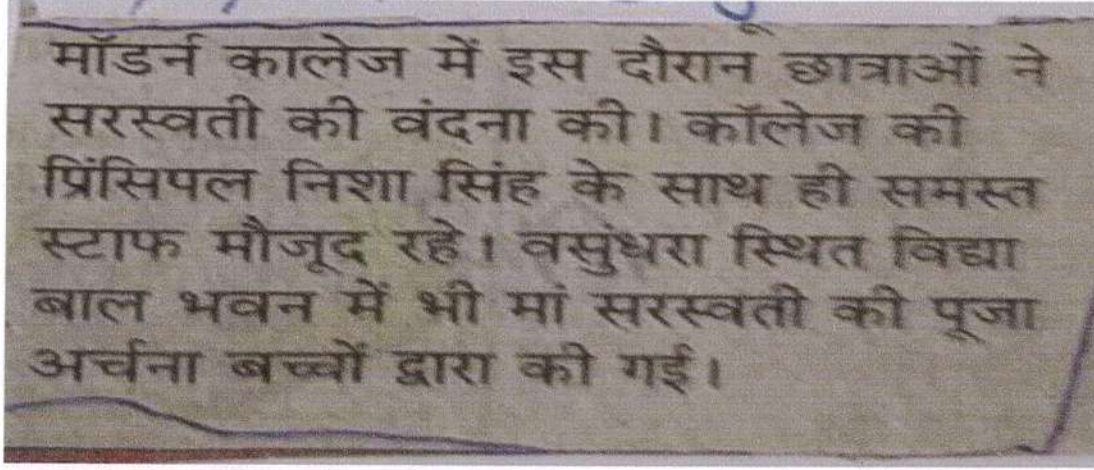 मॉडर्न कालेज में इस दौरान छात्राओं ने
सरस्वती की वंदना की। कॉलेज की
प्रिंसिपल निशा सिंह के साथ ही समस्त
स्टाफ मौजूद रहे। वसुंधरा स्थित विद्या
बाल भवन में भी मां सरस्वती की पूजा
अर्चना बच्चों द्वारा की गई।